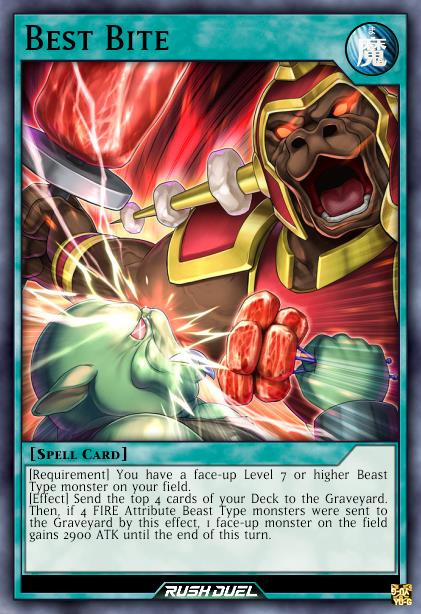 Best Bite
ま
魔
[Spell Card]
[Requirement] You have a face-up Level 7 or higher Beast
Type monster on your field.
[Effect] Send the top 4 cards of your Deck to the Graveyard.
Then, if 4 FIRE Attribute Beast Type monsters were sent to
the Graveyard by this effect, 1 face-up monster on the field
gains 2900 ATK until the end of this turn.
RUSH DUEL